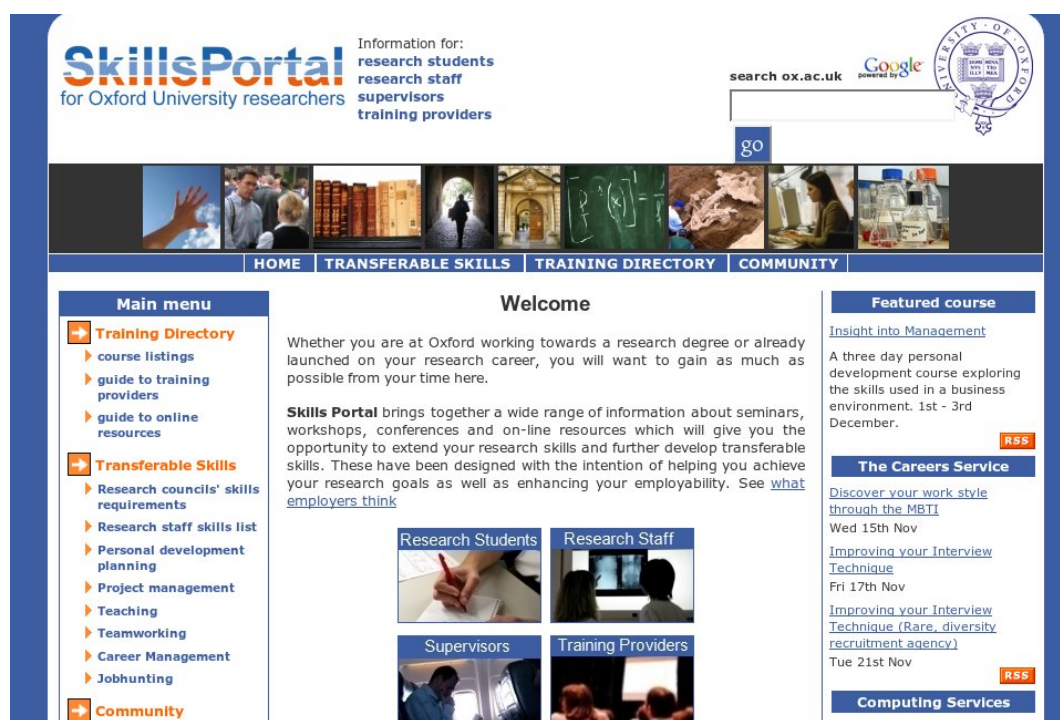 SkillsPortal
for Oxford University researchers
Information for:
research students
research staff
supervisors
training providers
search ox.ac.uk
powered by Google
UNIVERSITY · OF · OXFORD
go
HOME
TRANSFERABLE SKILLS
TRAINING DIRECTORY
COMMUNITY
Main menu
Training Directory
course listings
guide to training
providers
guide to online
resources
Transferable Skills
Research councils' skills
requirements
Research staff skills list
Personal development
planning
Project management
Teaching
Teamworking
Career Management
Jobhunting
Community
Welcome
Whether you are at Oxford working towards a research degree or already
launched on your research career, you will want to gain as much as
possible from your time here.
Skills Portal brings together a wide range of information about seminars,
workshops, conferences and on-line resources which will give you the
opportunity to extend your research skills and further develop transferable
skills. These have been designed with the intention of helping you achieve
your research goals as well as enhancing your employability. See what
employers think
Research Students
Research Staff
Supervisors
Training Providers
Featured course
Insight into Management
A three day personal
development course exploring
the skills used in a business
environment. 1st - 3rd
December.
RSS
The Careers Service
Discover your work style
through the MBTI
Wed 15th Nov
Improving your Interview
Technique
Fri 17th Nov
Improving your Interview
Technique (Rare, diversity
recruitment agency)
Tue 21st Nov
RSS
Computing Services